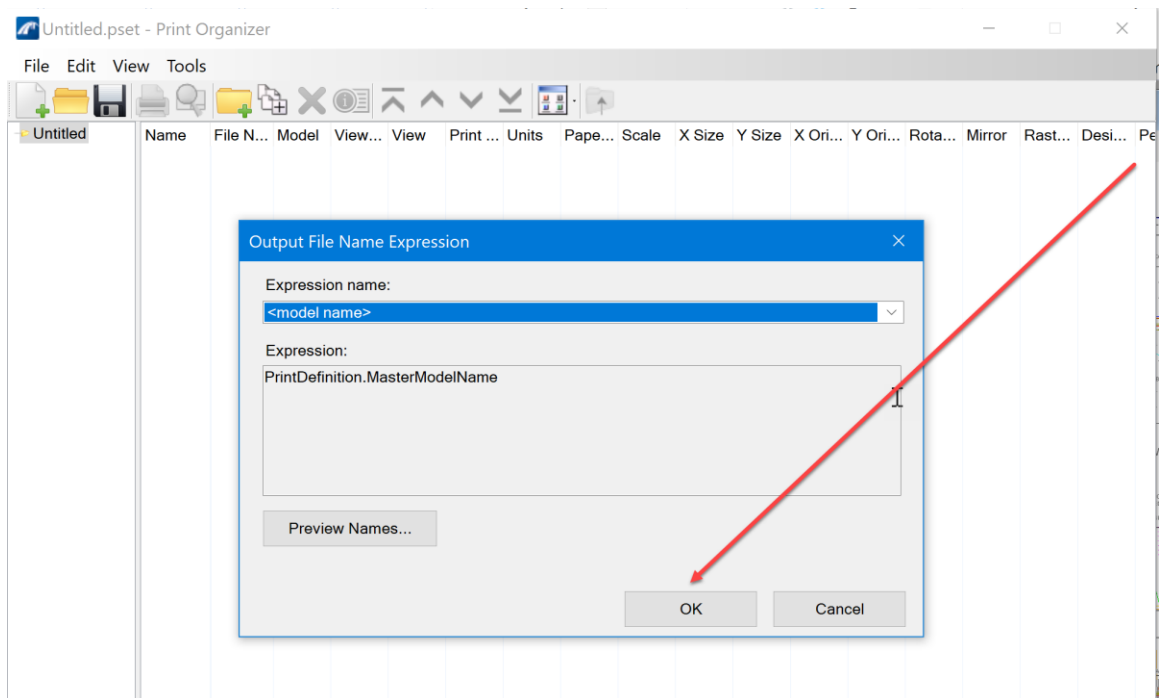 Untitled.pset - Print Organizer
File Edit View Tools
Untitled
Name File N... Model View... View Print ... Units Pape... Scale X Size Y Size X Ori... Y Ori... Rota... Mirror Rast... Desi... Pe
Output File Name Expression
Expression name:
<model name>
Expression:
PrintDefinition.MasterModelName
Preview Names...
OK Cancel